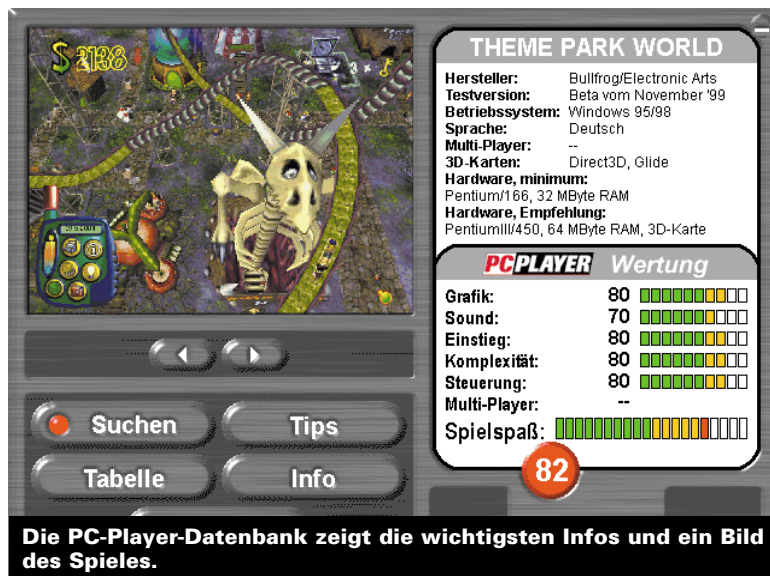 $ 2138
3 x
THEME PARK WORLD
Hersteller: Bullfrog/Electronic Arts
Testversion: Beta vom November '99
Betriebssystem: Windows 95/98
Sprache: Deutsch
Multi-Player: --
3D-Karten: Direct3D, Glide
Hardware, minimum:
Pentium/166, 32 MByte RAM
Hardware, Empfehlung:
PentiumIII/450, 64 MByte RAM, 3D-Karte
PCPLAYER Wertung
Grafik: 80
Sound: 70
Einstieg: 80
Komplexität: 80
Steuerung: 80
Multi-Player: --
Spielspaß:
82
Suchen
Tips
Tabelle
Info
Die PC-Player-Datenbank zeigt die wichtigsten Infos und ein Bild
des Spieles.